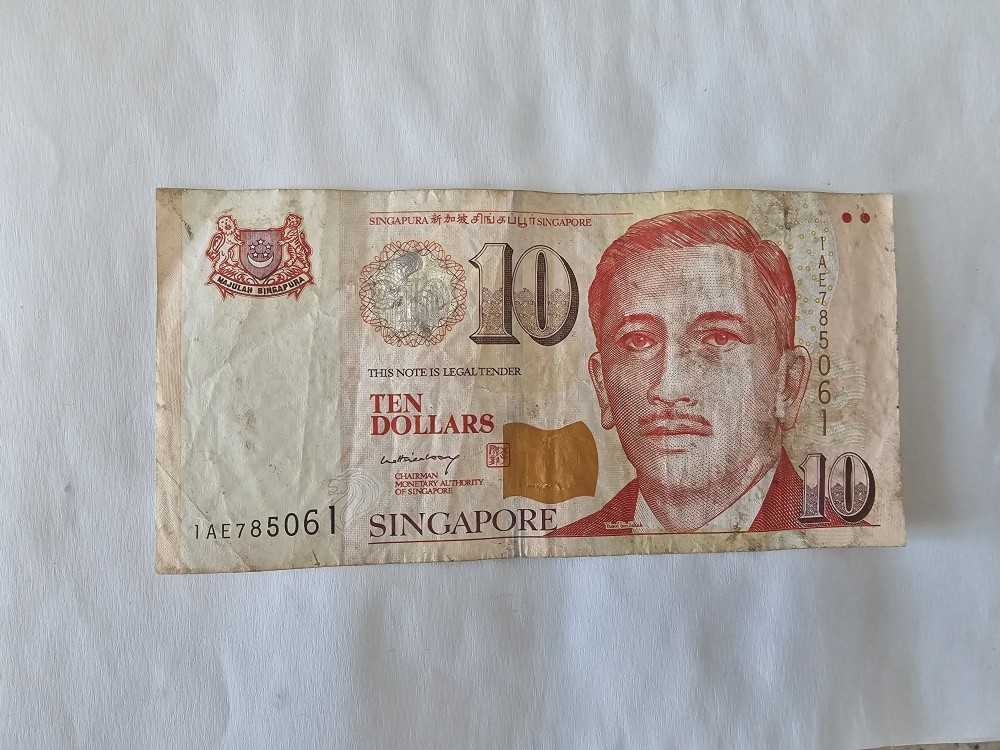 SINGAPURA 新加坡 சிங்கப்பூர் SINGAPORE
MAJULAH SINGAPURA
10
THIS NOTE IS LEGAL TENDER
TEN
DOLLARS
CHAIRMAN
MONETARY AUTHORITY
OF SINGAPORE
SINGAPORE
1AE785061
1AE785061
10